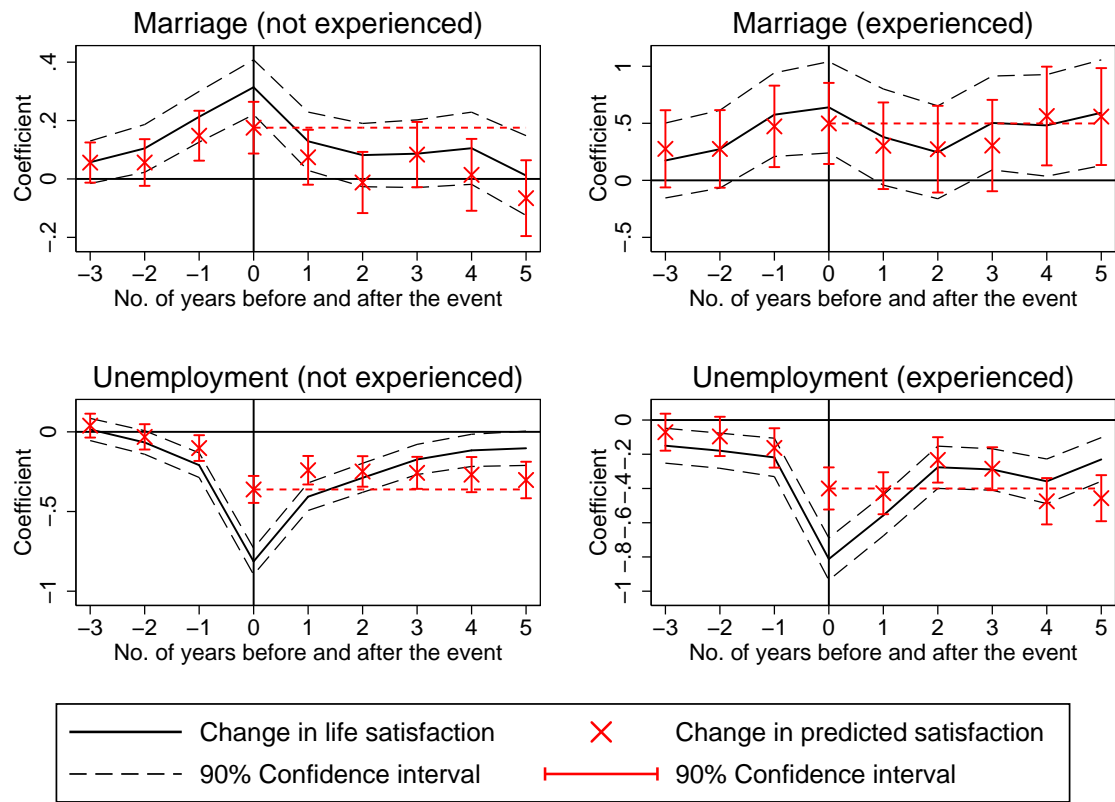 Marriage (not experienced)
Coefficient
.4
.2
0
-.2
−3 −2 −1 0 1 2 3 4 5
No. of years before and after the event
Marriage (experienced)
Coefficient
1
.5
0
-.5
−3 −2 −1 0 1 2 3 4 5
No. of years before and after the event
Unemployment (not experienced)
Coefficient
0
-.5
-1
−3 −2 −1 0 1 2 3 4 5
No. of years before and after the event
Unemployment (experienced)
Coefficient
0
-.2
-.4
-.6
-.8
-1
−3 −2 −1 0 1 2 3 4 5
No. of years before and after the event
Change in life satisfaction
Change in predicted satisfaction
90% Confidence interval
90% Confidence interval